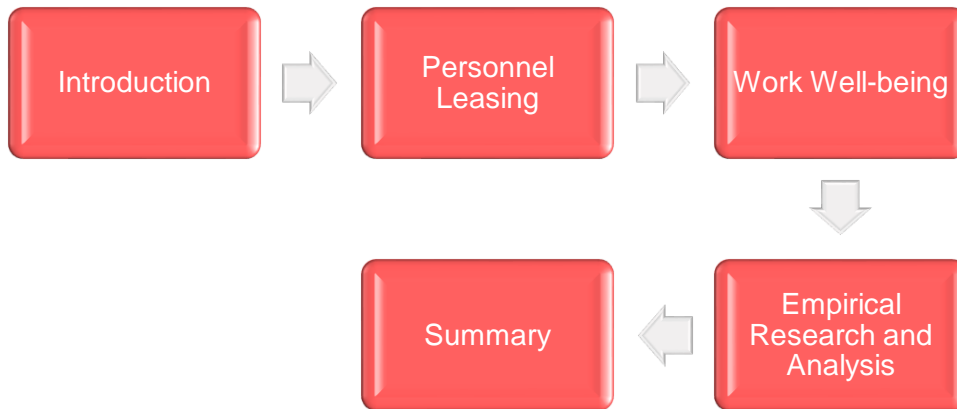 Introduction
Personnel
Leasing
Work Well-being
Empirical
Research and
Analysis
Summary